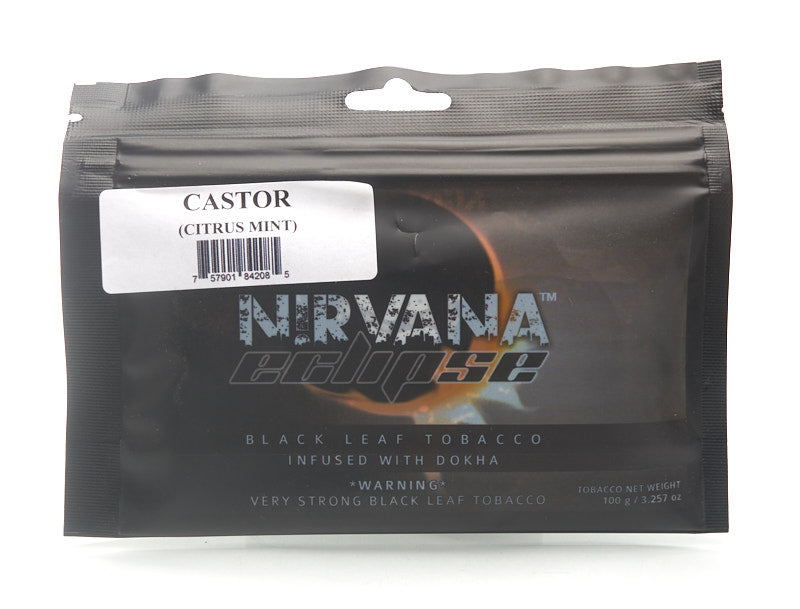 CASTOR
(CITRUS MINT)
7 57901 84208 5
NIRVANA™
eclipse
BLACK LEAF TOBACCO
INFUSED WITH DOKHA
*WARNING*
VERY STRONG BLACK LEAF TOBACCO
TOBACCO NET WEIGHT
100 g / 3.257 oz